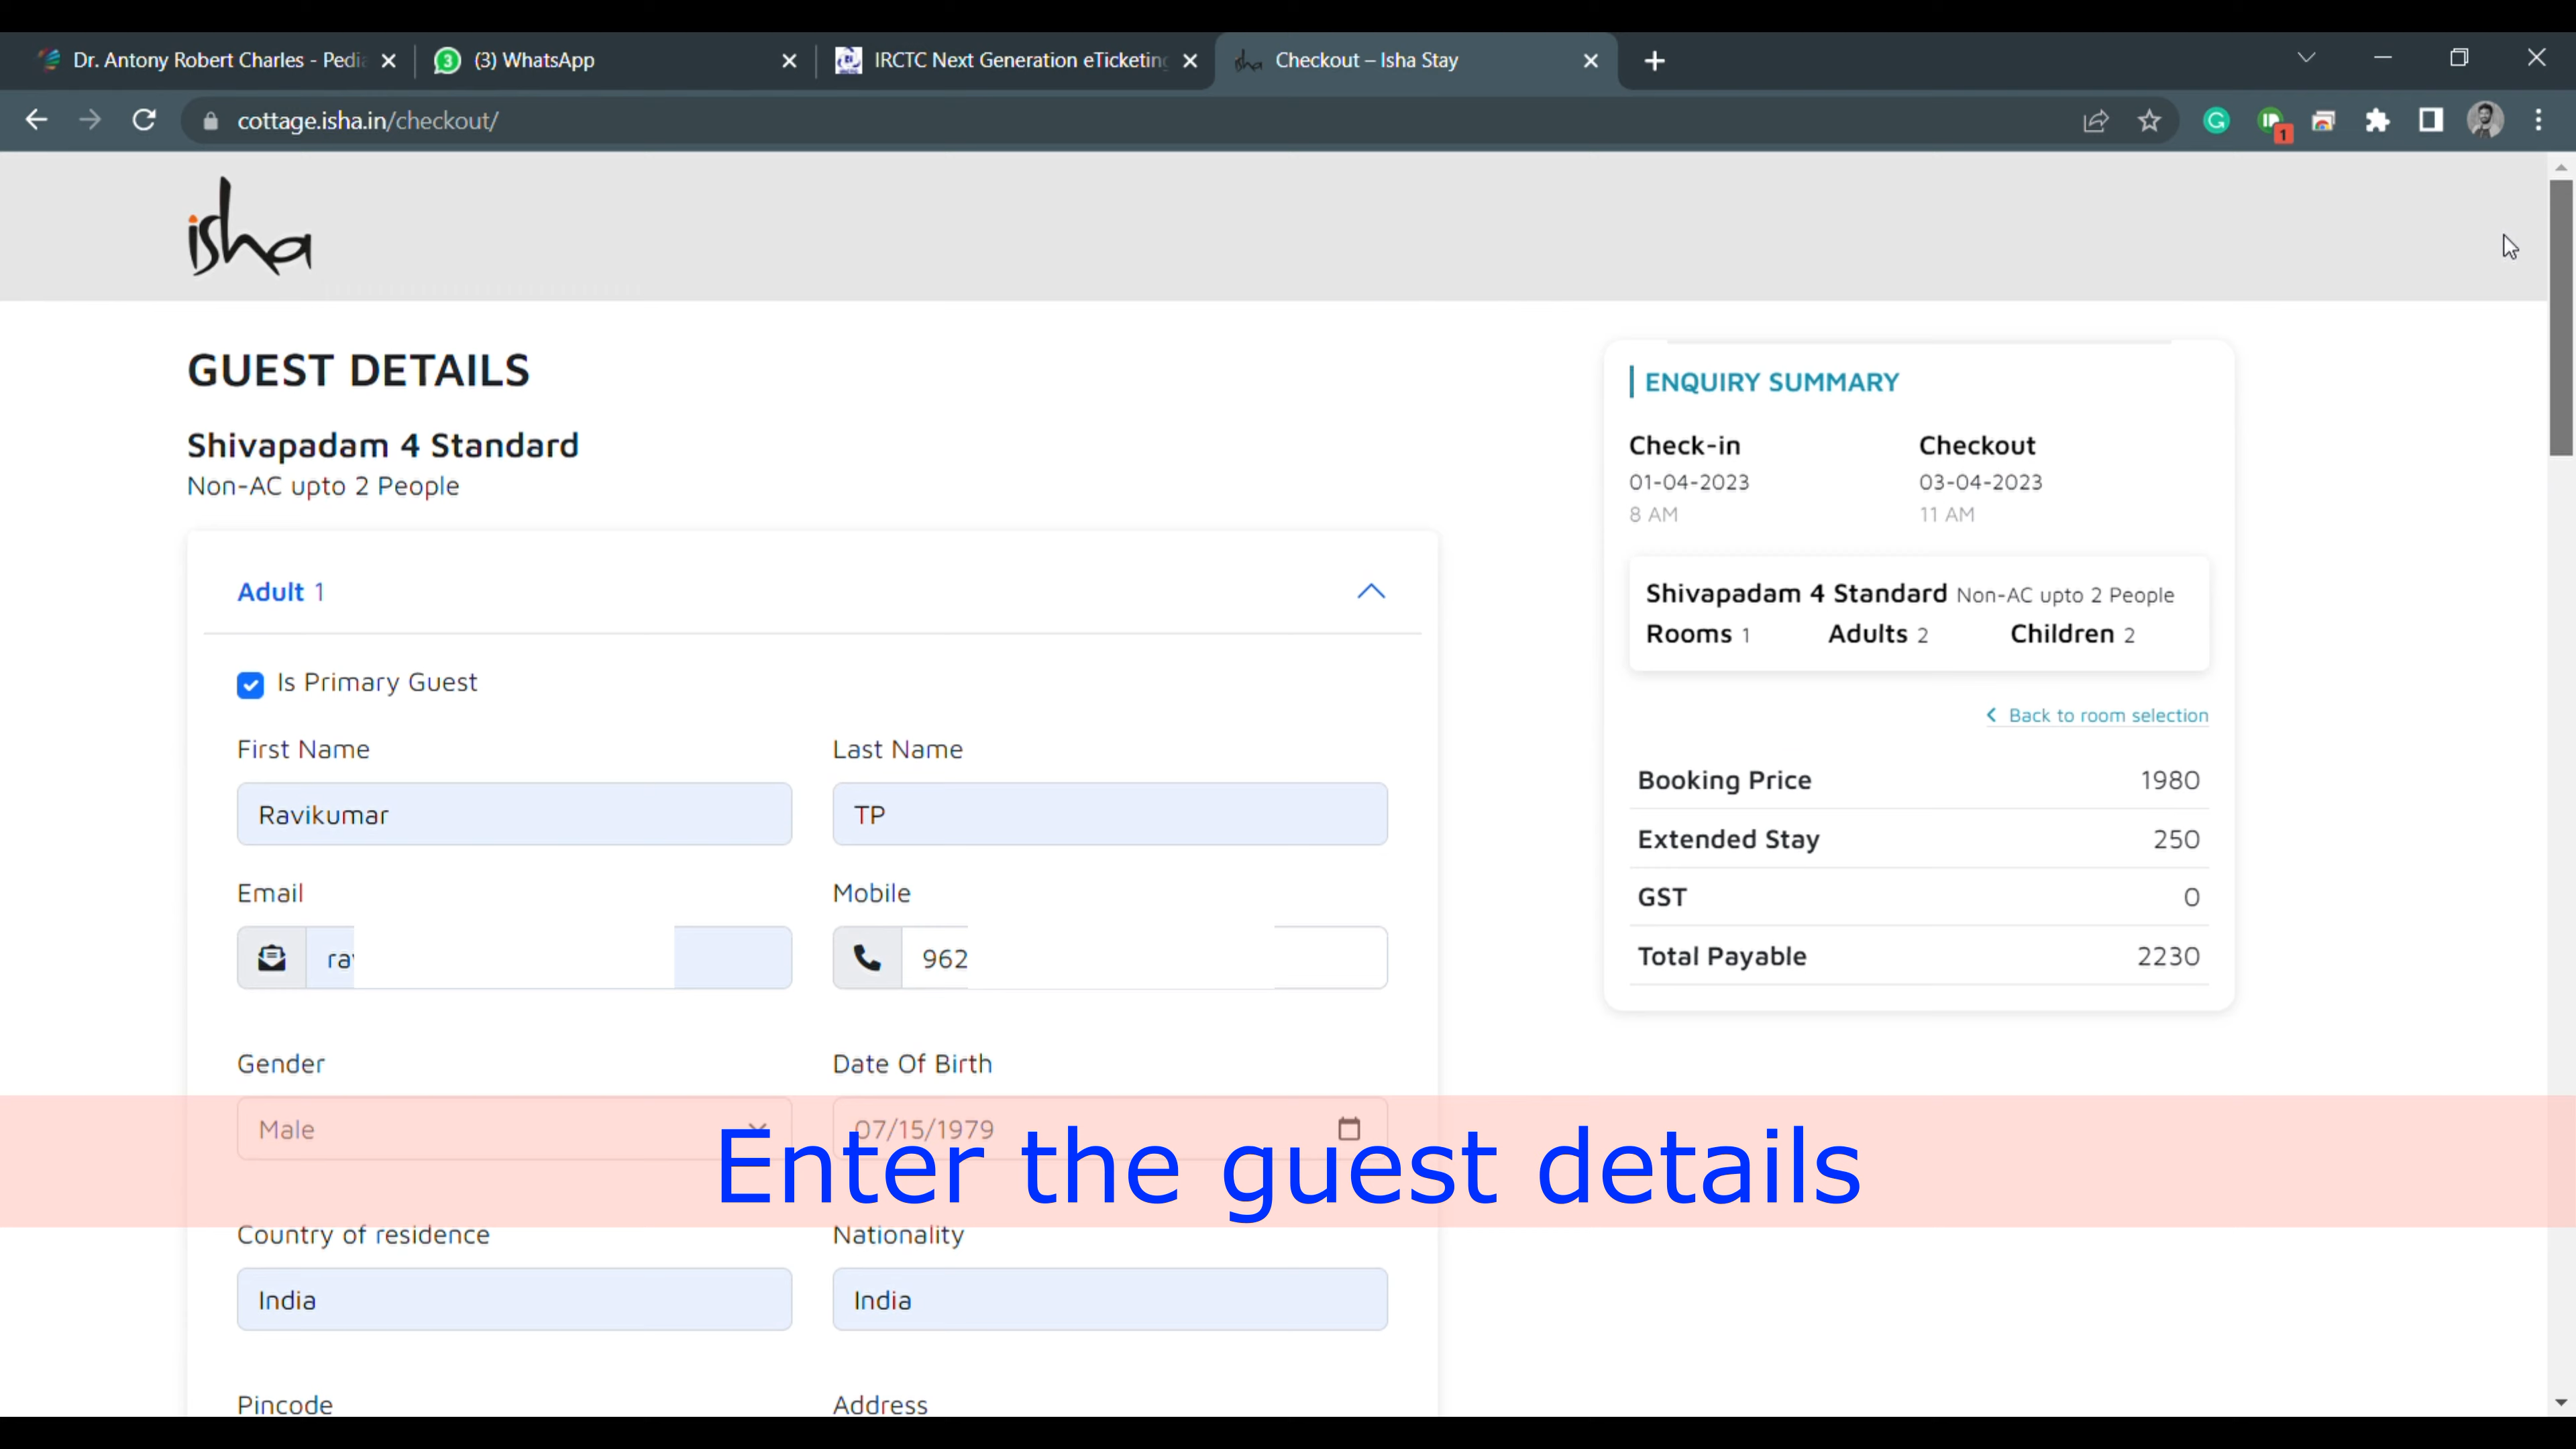 Dr. Antony Robert Charles - Pedia
3 (3) WhatsApp
IRCTC Next Generation eTicketing
Checkout – Isha Stay
cottage.isha.in/checkout/
1
isha
GUEST DETAILS
Shivapadam 4 Standard
Non-AC upto 2 People
Adult 1
Is Primary Guest
First Name
Last Name
Ravikumar
TP
Email
Mobile
rav
962
Gender
Date Of Birth
Male
07/15/1979
Enter the guest details
Country of residence
Nationality
India
India
Pincode
Address
ENQUIRY SUMMARY
Check-in
Checkout
01-04-2023
03-04-2023
8 AM
11 AM
Shivapadam 4 Standard Non-AC upto 2 People
Rooms 1 Adults 2 Children 2
Back to room selection
Booking Price 1980
Extended Stay 250
GST 0
Total Payable 2230